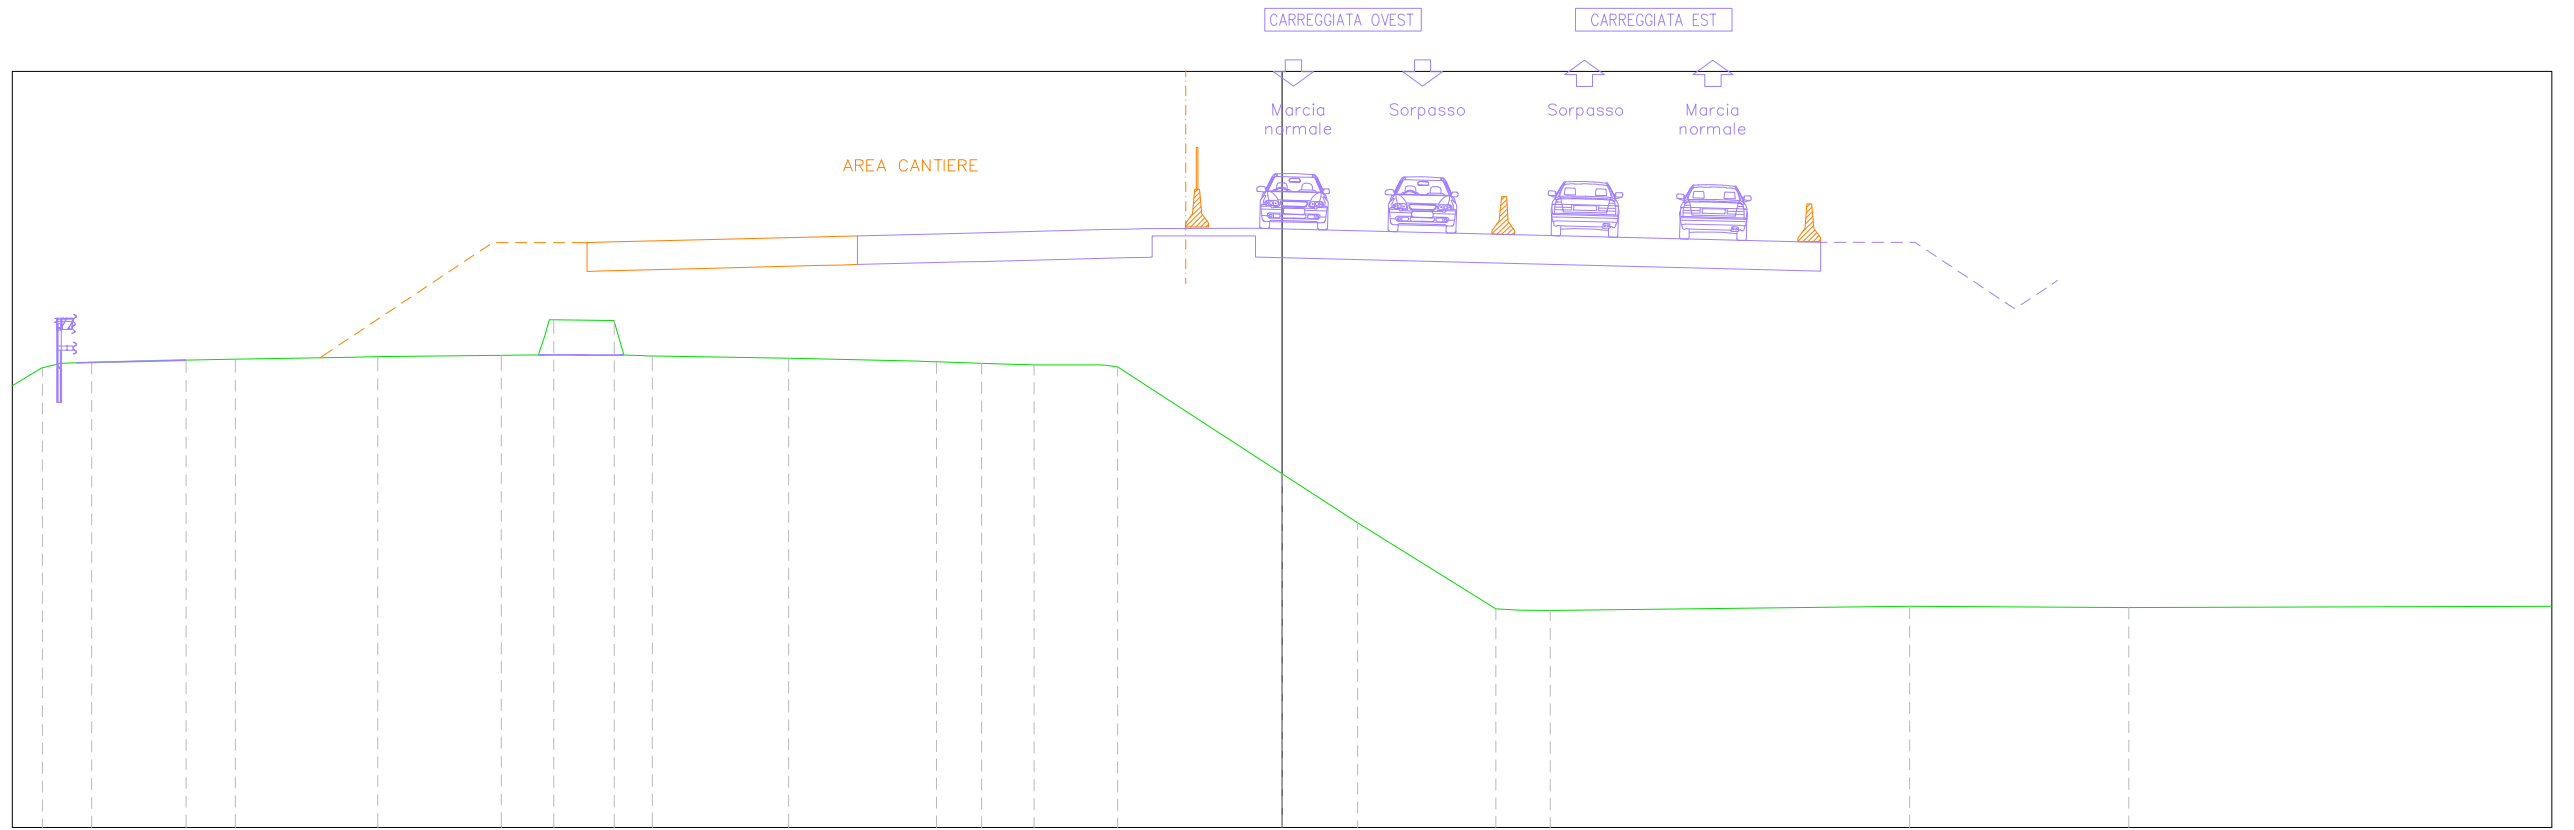 CARREGGIATA OVEST
CARREGGIATA EST
Marcia
normale
Sorpasso
Sorpasso
Marcia
normale
AREA CANTIERE